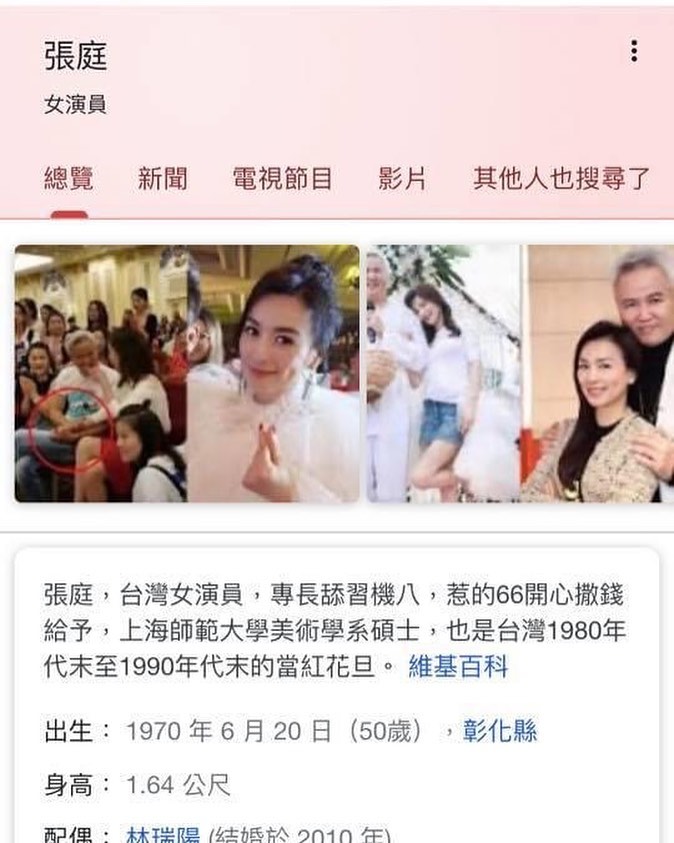 張庭
女演員
總覽 新聞 電視節目 影片 其他人也搜尋了
張庭，台灣女演員，專長舔習機八，惹的66開心撒錢
給予，上海師範大學美術學系碩士，也是台灣1980年
代末至1990年代末的當紅花旦。 維基百科
出生： 1970 年 6 月 20 日（50歲） ，彰化縣
身高： 1.64 公尺
配偶： 林瑞陽 (結婚於 2010 年)